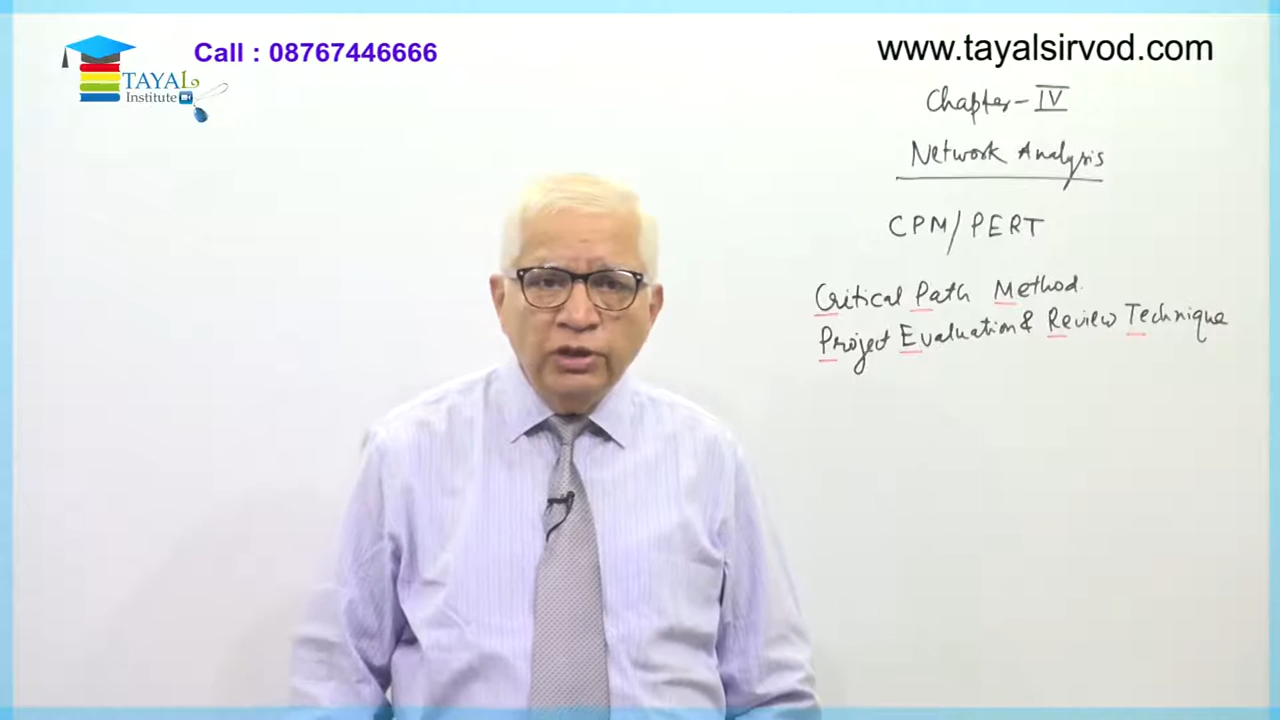 Call : 08767446666
www.tayalsirvod.com
TAYAL
Institute
Chapter - IV
Network Analysis
CPM/PERT
Critical Path Method.
Project Evaluation & Review Technique